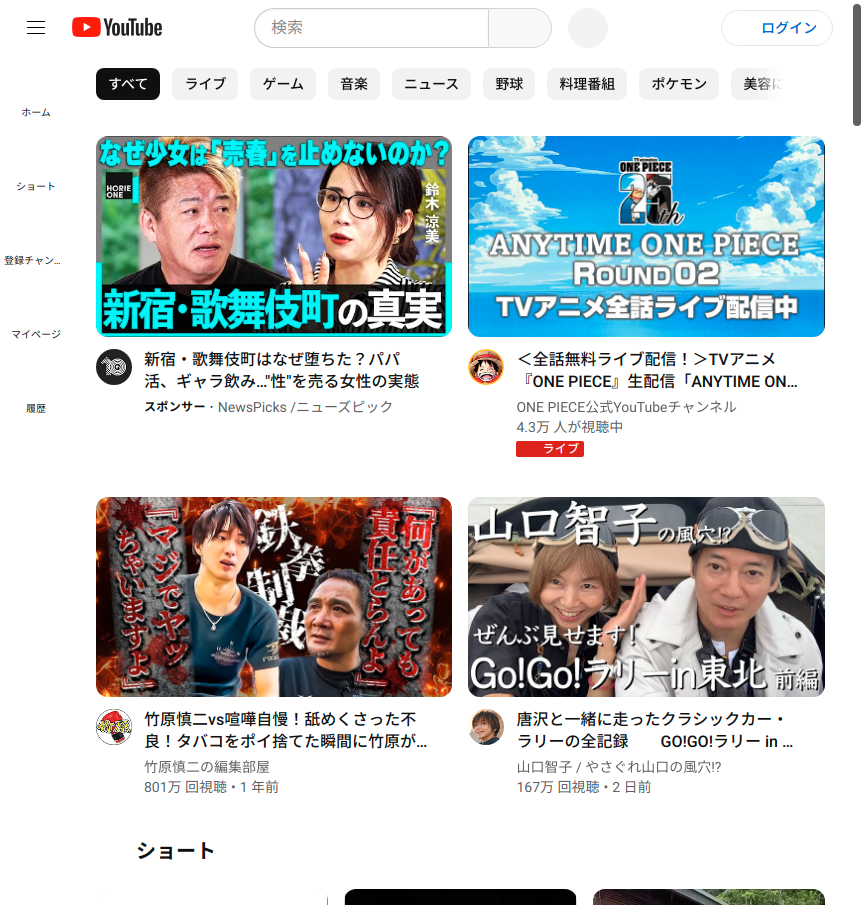 YouTube
検索
ログイン
すべて
ライブ
ゲーム
音楽
ニュース
野球
料理番組
ポケモン
美容に
ホーム
ショート
登録チャン...
マイページ
履歴
なぜ少女は「売春」を止めないのか?
HORIE
ONE
鈴木 涼美
新宿・歌舞伎町の真実
新宿・歌舞伎町はなぜ堕ちた？パパ
活、ギャラ飲み..."性"を売る女性の実態
スポンサー・NewsPicks /ニューズピック
ONE PIECE
25th
ANYTIME ONE PIECE
ROUND 02
TVアニメ全話ライブ配信中
＜全話無料ライブ配信！＞TVアニメ
『ONE PIECE』生配信「ANYTIME ON...
ONE PIECE公式YouTubeチャンネル
4.3万 人が視聴中
ライブ
『何があっても
責任とらんよ』
鉄拳制裁
『マジでヤッ
ちゃいますよ』
竹原慎二vs喧嘩自慢！舐めくさった不
良！タバコをポイ捨てた瞬間に竹原が...
竹原慎二の編集部屋
801万 回視聴・1 年前
山口智子の風穴!?
ぜんぶ見せます!
Go!Go!ラリーin東北 前編
唐沢と一緒に走ったクラシックカー・
ラリーの全記録　　GO!GO!ラリー in ...
山口智子 / やさぐれ山口の風穴!?
167万 回視聴・2 日前
ショート